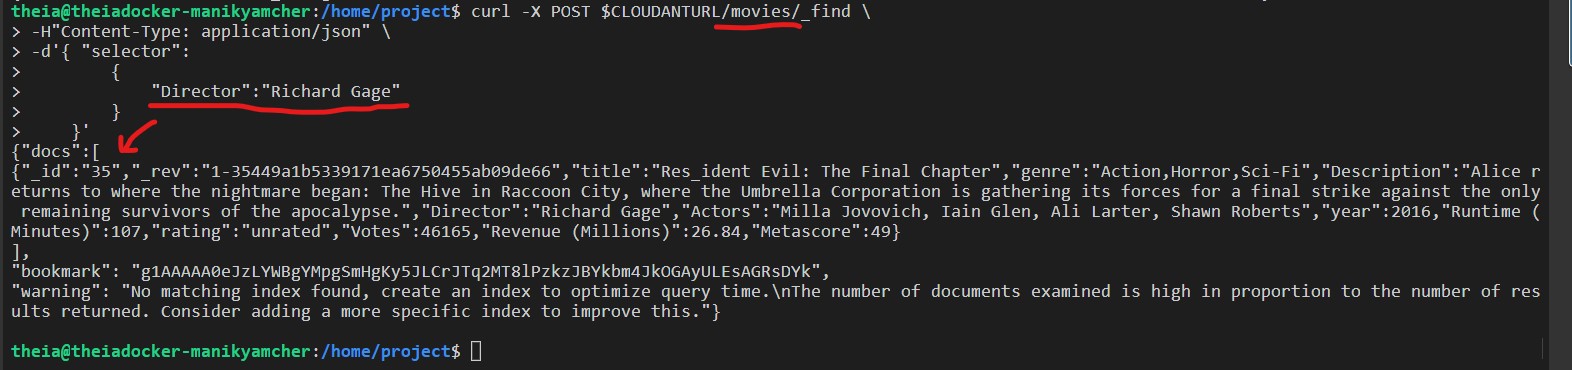 theia@theiadocker-manikyamcher:/home/project$ curl -X POST $CLOUDANTURL/movies/_find \
> -H"Content-Type: application/json" \
> -d'{ "selector":
>         {
>             "Director":"Richard Gage"
>         }
>     }'
{"docs":[
{"_id":"35","_rev":"1-35449a1b5339171ea6750455ab09de66","title":"Res_ident Evil: The Final Chapter","genre":"Action,Horror,Sci-Fi","Description":"Alice r
eturns to where the nightmare began: The Hive in Raccoon City, where the Umbrella Corporation is gathering its forces for a final strike against the only
 remaining survivors of the apocalypse.","Director":"Richard Gage","Actors":"Milla Jovovich, Iain Glen, Ali Larter, Shawn Roberts","year":2016,"Runtime (
Minutes)":107,"rating":"unrated","Votes":46165,"Revenue (Millions)":26.84,"Metascore":49}
],
"bookmark": "g1AAAAA0eJzLYWBgYMpgSmHgKy5JLCrJTq2MT8lPzkzJBYkbm4JkOGAyULEsAGRsDYk",
"warning": "No matching index found, create an index to optimize query time.\nThe number of documents examined is high in proportion to the number of res
ults returned. Consider adding a more specific index to improve this."}
theia@theiadocker-manikyamcher:/home/project$